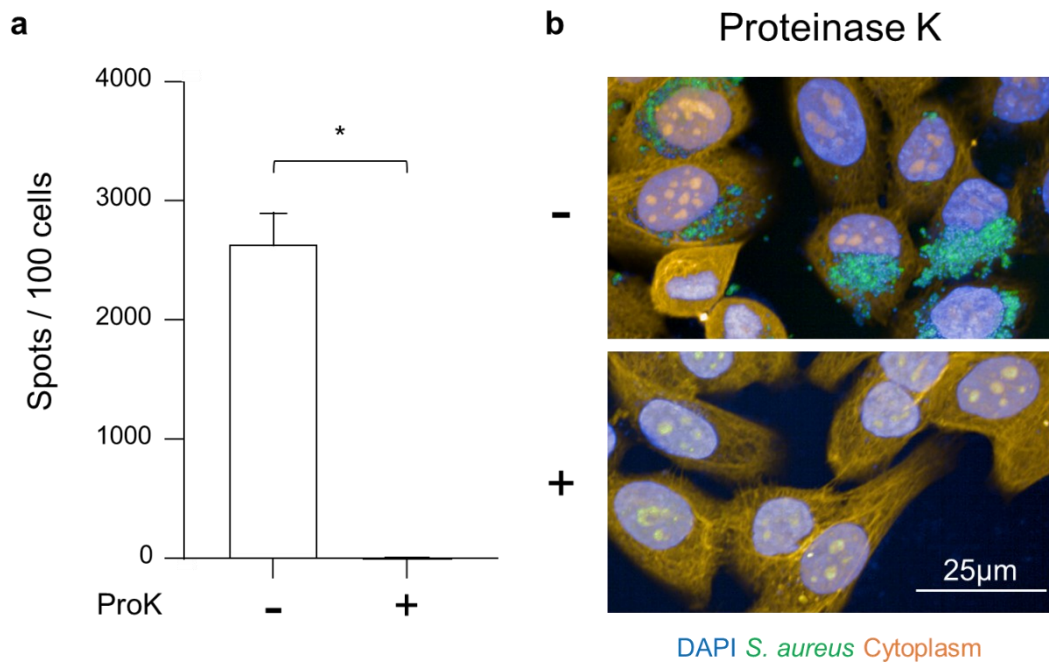 a
4000
3000
2000
1000
0
Spots / 100 cells
*
ProK - +
b
Proteinase K
-
+
25µm
DAPI S. aureus Cytoplasm